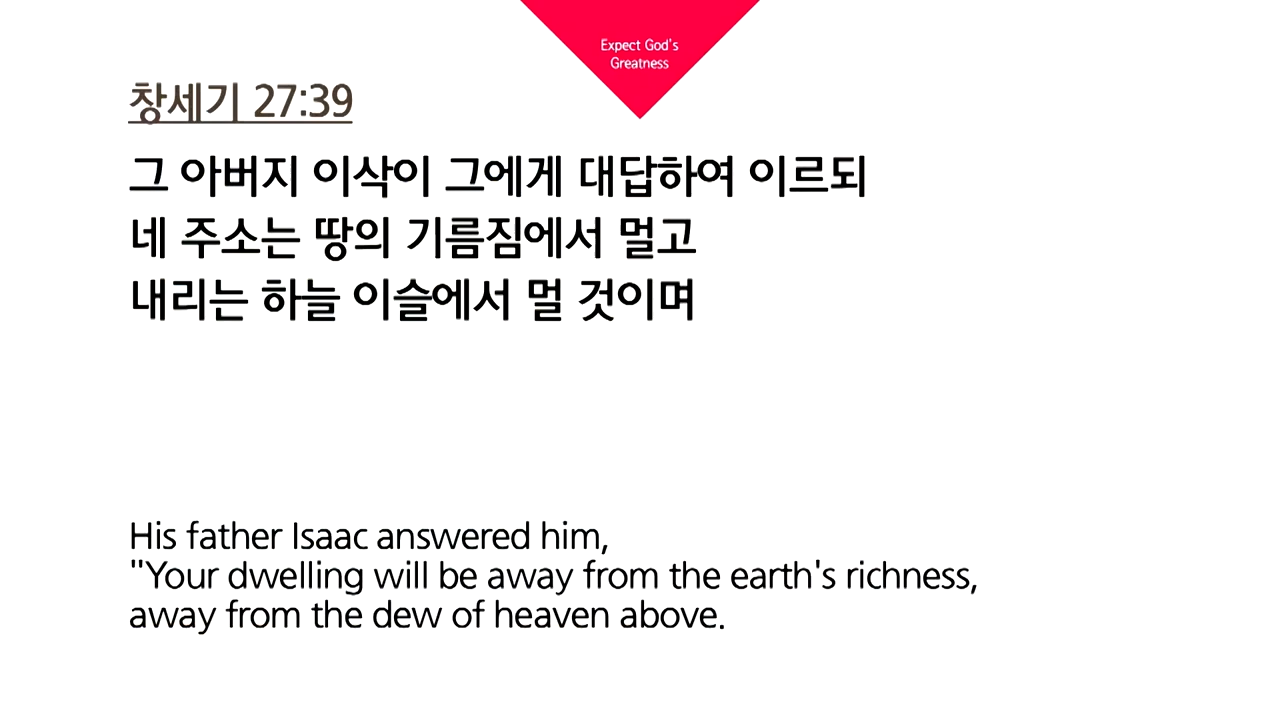 Expect God's
Greatness
창세기 27:39
그 아버지 이삭이 그에게 대답하여 이르되
네 주소는 땅의 기름짐에서 멀고
내리는 하늘 이슬에서 멀 것이며
His father Isaac answered him,
"Your dwelling will be away from the earth's richness,
away from the dew of heaven above.